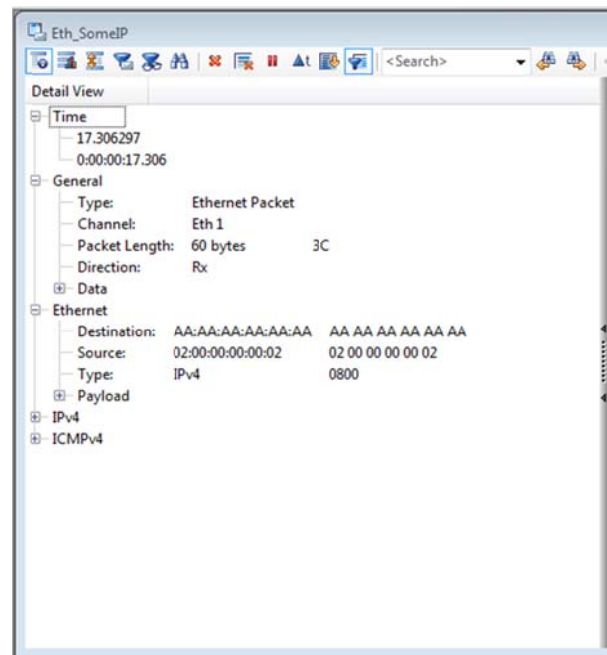 Eth_SomeIP
Δt <Search>
Detail View
Time
17.306297
0:00:00:17.306
General
Type: Ethernet Packet
Channel: Eth 1
Packet Length: 60 bytes 3C
Direction: Rx
Data
Ethernet
Destination: AA:AA:AA:AA:AA:AA AA AA AA AA AA AA
Source: 02:00:00:00:00:02 02 00 00 00 00 02
Type: IPv4 0800
Payload
IPv4
ICMPv4